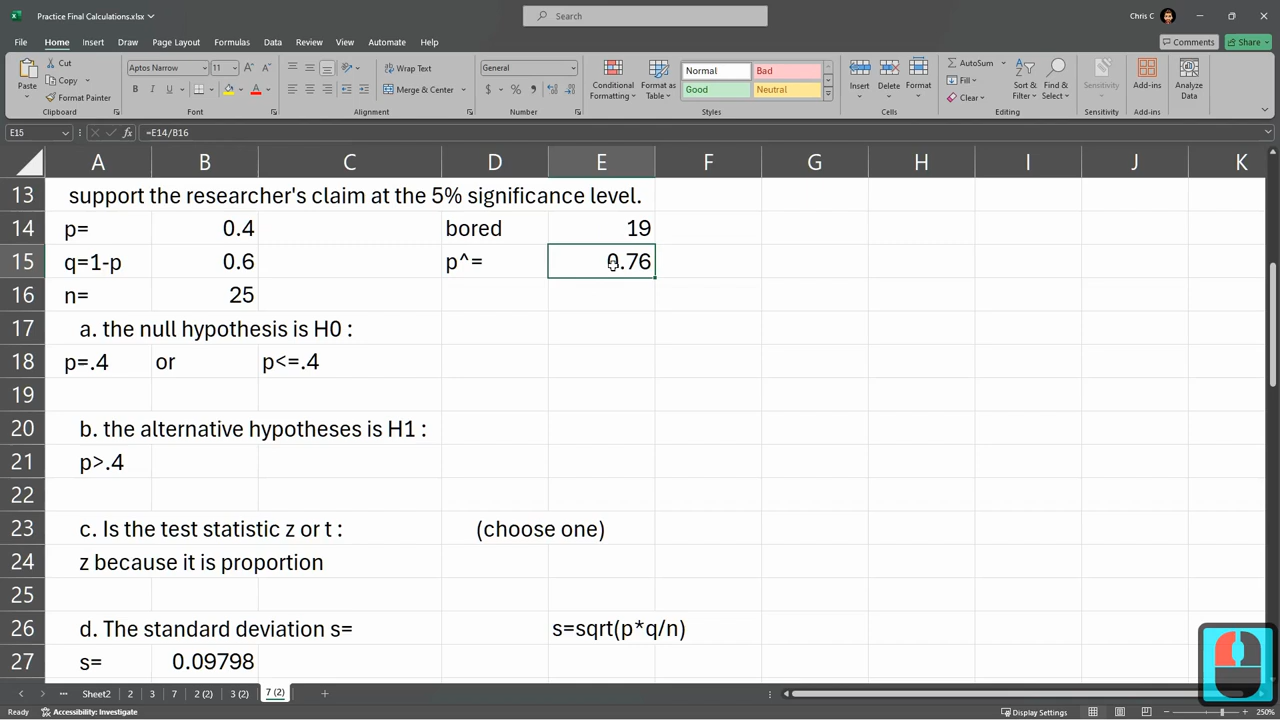 Practice Final Calculations.xlsx
Search
Chris C
File Home Insert Draw Page Layout Formulas Data Review View Automate Help
Comments Share
Paste
Cut
Copy
Format Painter
Clipboard
Aptos Narrow 11
B I U
Font
Wrap Text
Merge & Center
Alignment
General
$ % 9
Number
Conditional Formatting
Format as Table
Normal Bad
Good Neutral
Styles
Insert Delete Format
Cells
AutoSum
Fill
Clear
Sort & Filter
Find & Select
Editing
Sensitivity
Sensitivity
Add-ins
Add-ins
Analyze Data
E15 fx =E14/B16
A B C D E F G H I J K
13 support the researcher's claim at the 5% significance level.
14 p= 0.4 bored 19
15 q=1-p 0.6 p^= 0.76
16 n= 25
17 a. the null hypothesis is H0 :
18 p=.4 or p<=.4
19
20 b. the alternative hypotheses is H1 :
21 p>.4
22
23 c. Is the test statistic z or t : (choose one)
24 z because it is proportion
25
26 d. The standard deviation s= s=sqrt(p*q/n)
27 s= 0.09798
... Sheet2 2 3 7 2 (2) 3 (2) 7 (2)
Ready Accessibility: Investigate Display Settings 250%